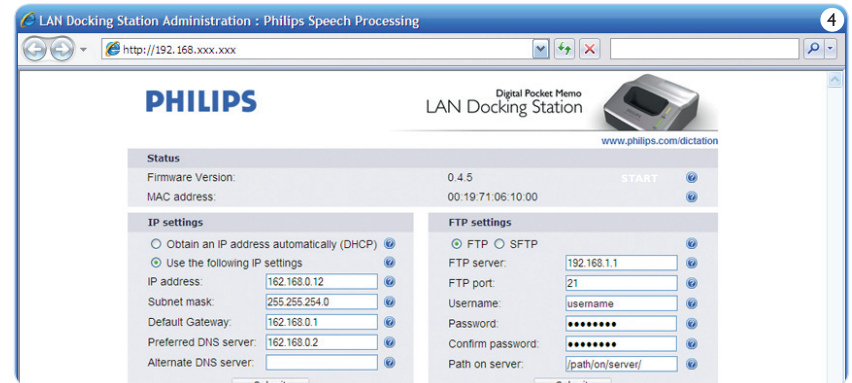 LAN Docking Station Administration : Philips Speech Processing
4
http://192.168.xxx.xxx
PHILIPS
Digital Pocket Memo
LAN Docking Station
www.philips.com/dictation
Status
Firmware Version: 0.4.5 START
MAC address: 00:19:71:06:10:00
IP settings
Obtain an IP address automatically (DHCP)
Use the following IP settings
IP address: 162.168.0.12
Subnet mask: 255.255.254.0
Default Gateway: 162.168.0.1
Preferred DNS server: 162.168.0.2
Alternate DNS server:
FTP settings
FTP SFTP
FTP server: 192.168.1.1
FTP port: 21
Username: username
Password: ••••••••
Confirm password: ••••••••
Path on server: /path/on/server/